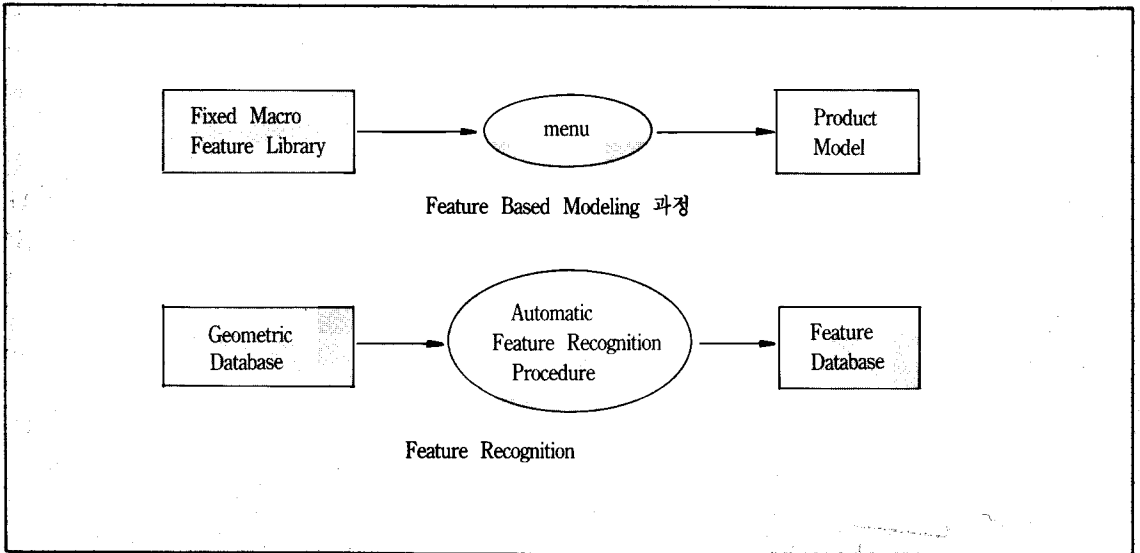 Fixed Macro
Feature Library
menu
Product
Model
Feature Based Modeling 과정
Geometric
Database
Automatic
Feature Recognition
Procedure
Feature
Database
Feature Recognition